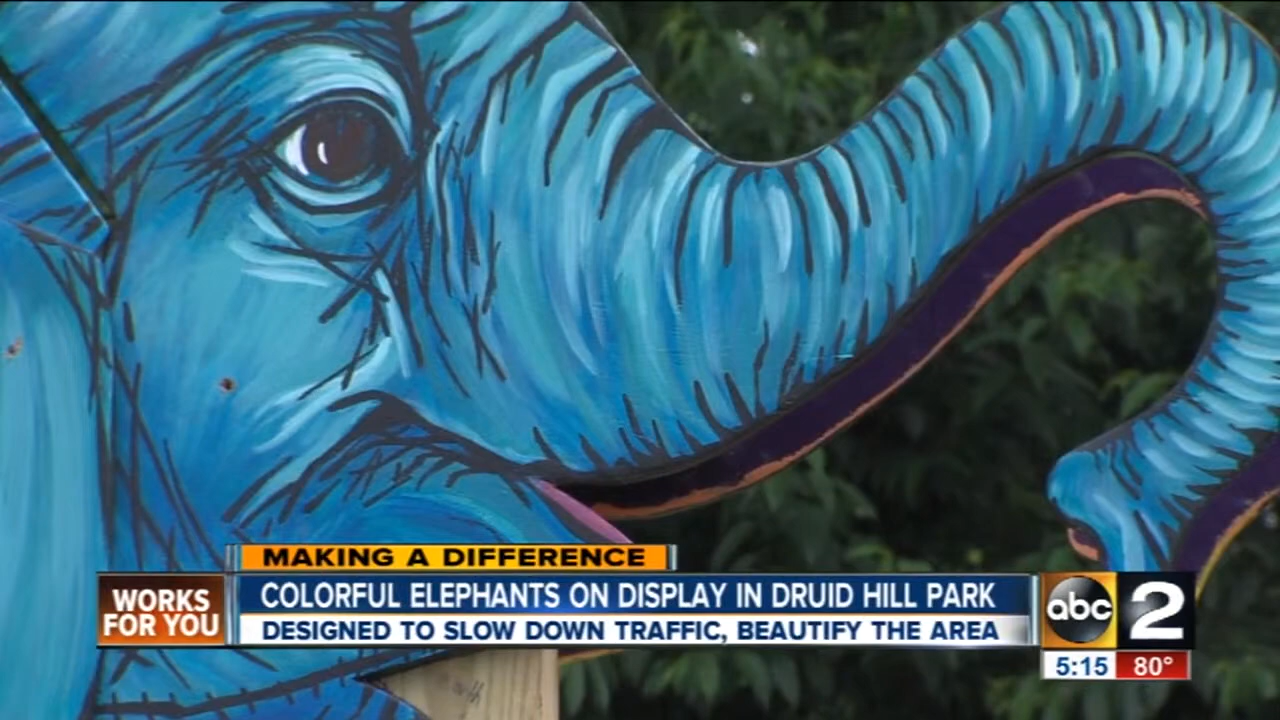 MAKING A DIFFERENCE
WORKS
FOR YOU
COLORFUL ELEPHANTS ON DISPLAY IN DRUID HILL PARK
DESIGNED TO SLOW DOWN TRAFFIC, BEAUTIFY THE AREA
abc 2
5:15 80°